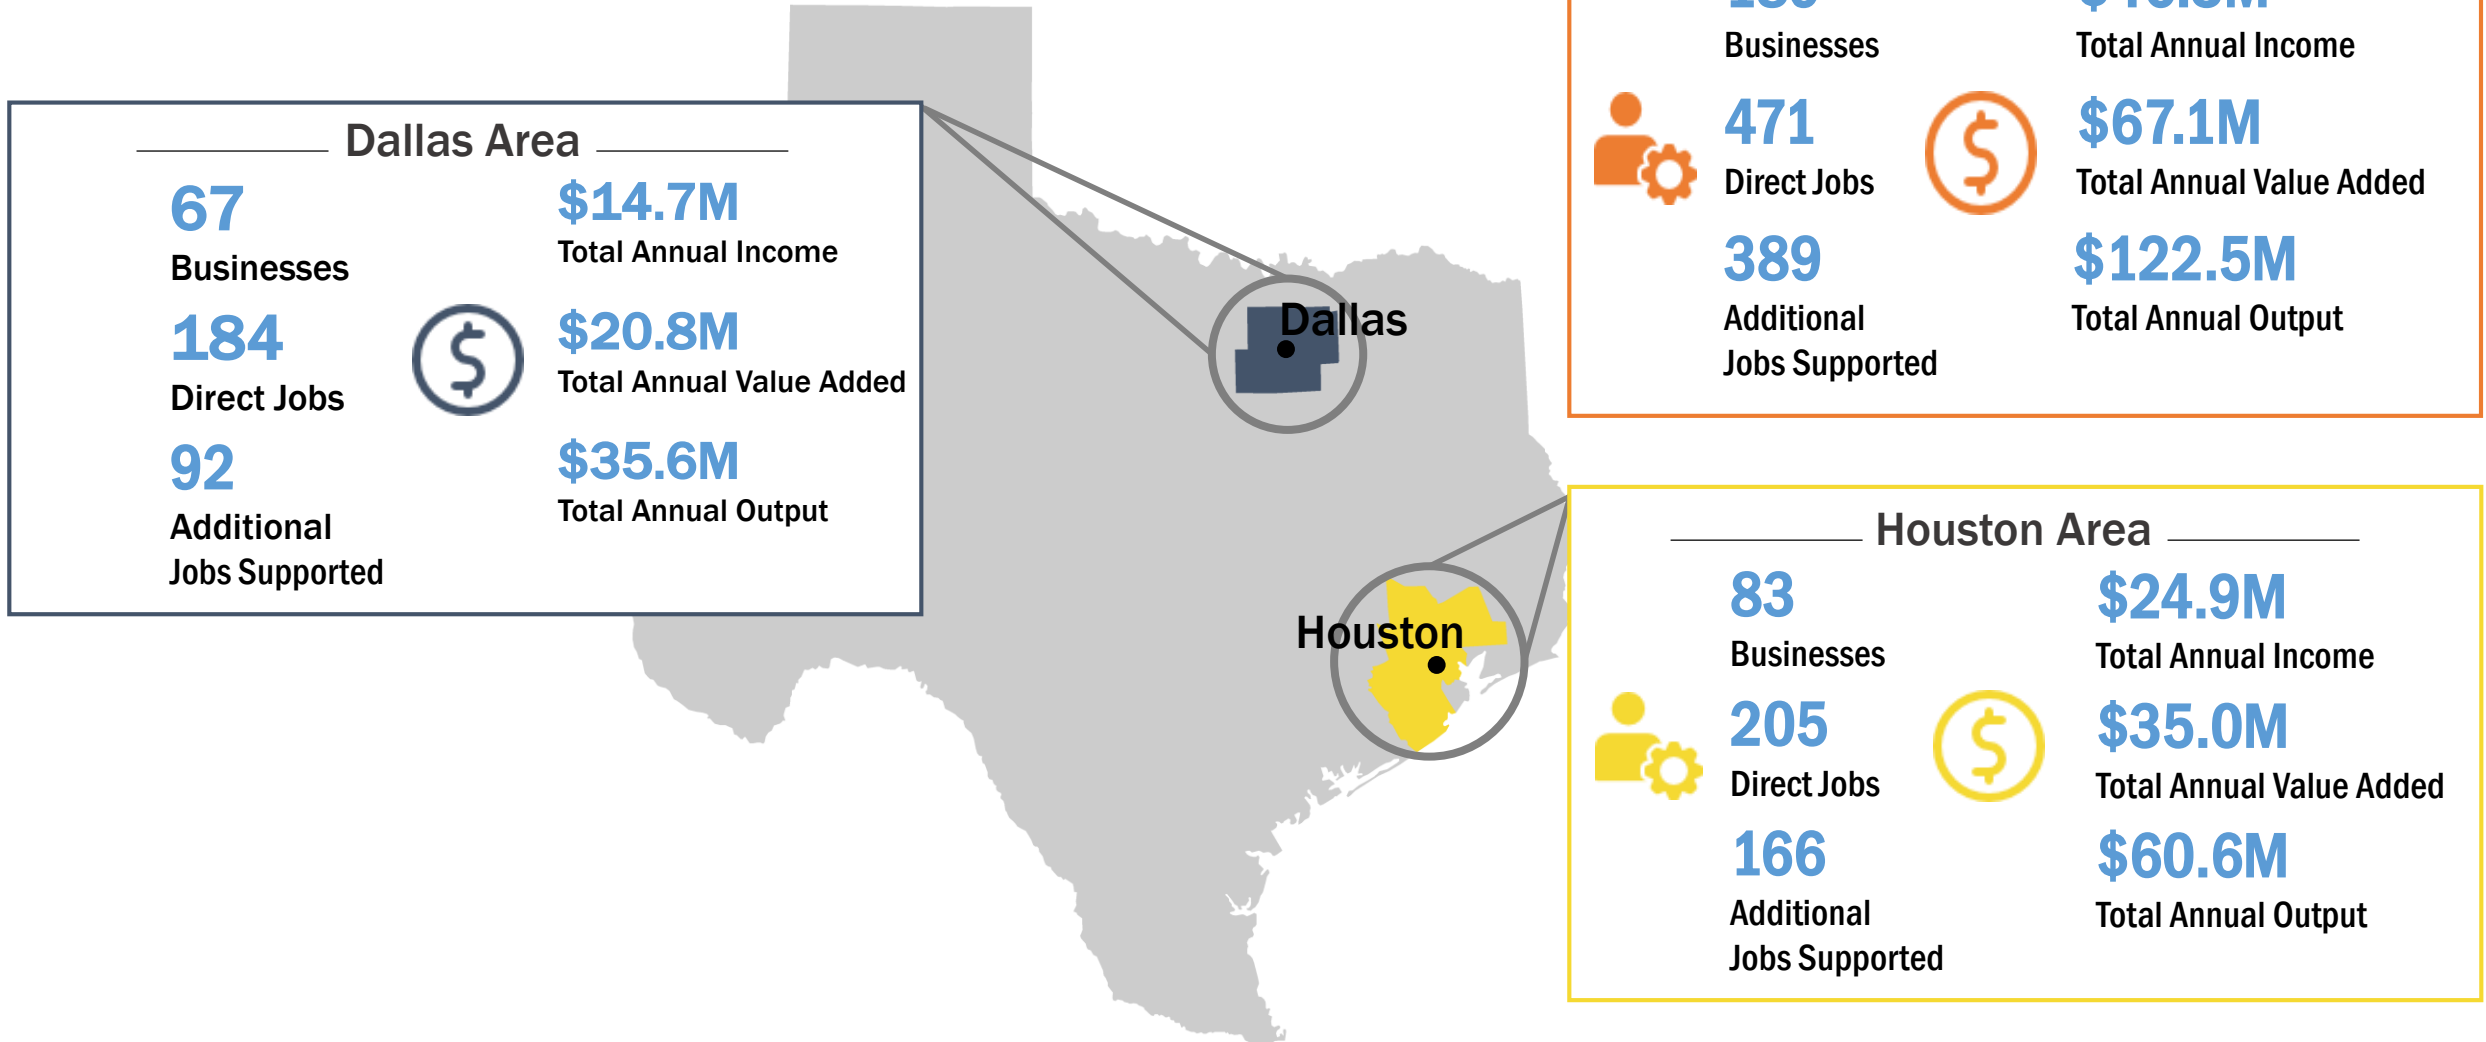 Dallas Area
67
Businesses
184
Direct Jobs
92
Additional
Jobs Supported
$14.7M
Total Annual Income
$20.8M
Total Annual Value Added
$35.6M
Total Annual Output
Dallas
Houston
Businesses
471
Direct Jobs
389
Additional
Jobs Supported
Total Annual Income
$67.1M
Total Annual Value Added
$122.5M
Total Annual Output
Houston Area
83
Businesses
205
Direct Jobs
166
Additional
Jobs Supported
$24.9M
Total Annual Income
$35.0M
Total Annual Value Added
$60.6M
Total Annual Output